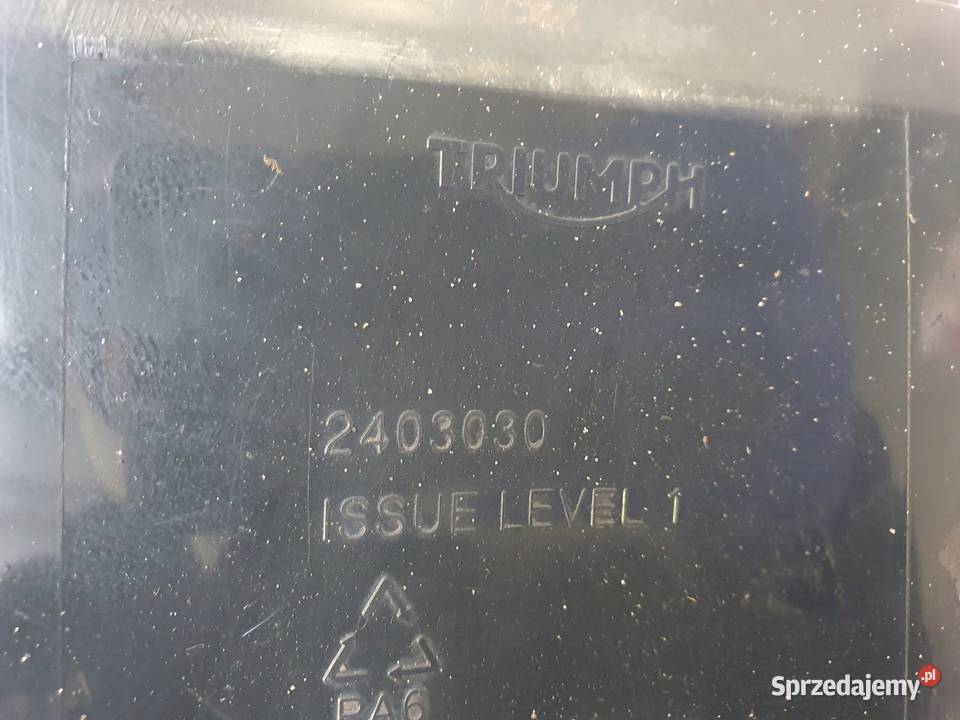 TRIUMPH
2403030
ISSUE LEVEL 1
PA6
Sprzedajemy.pl